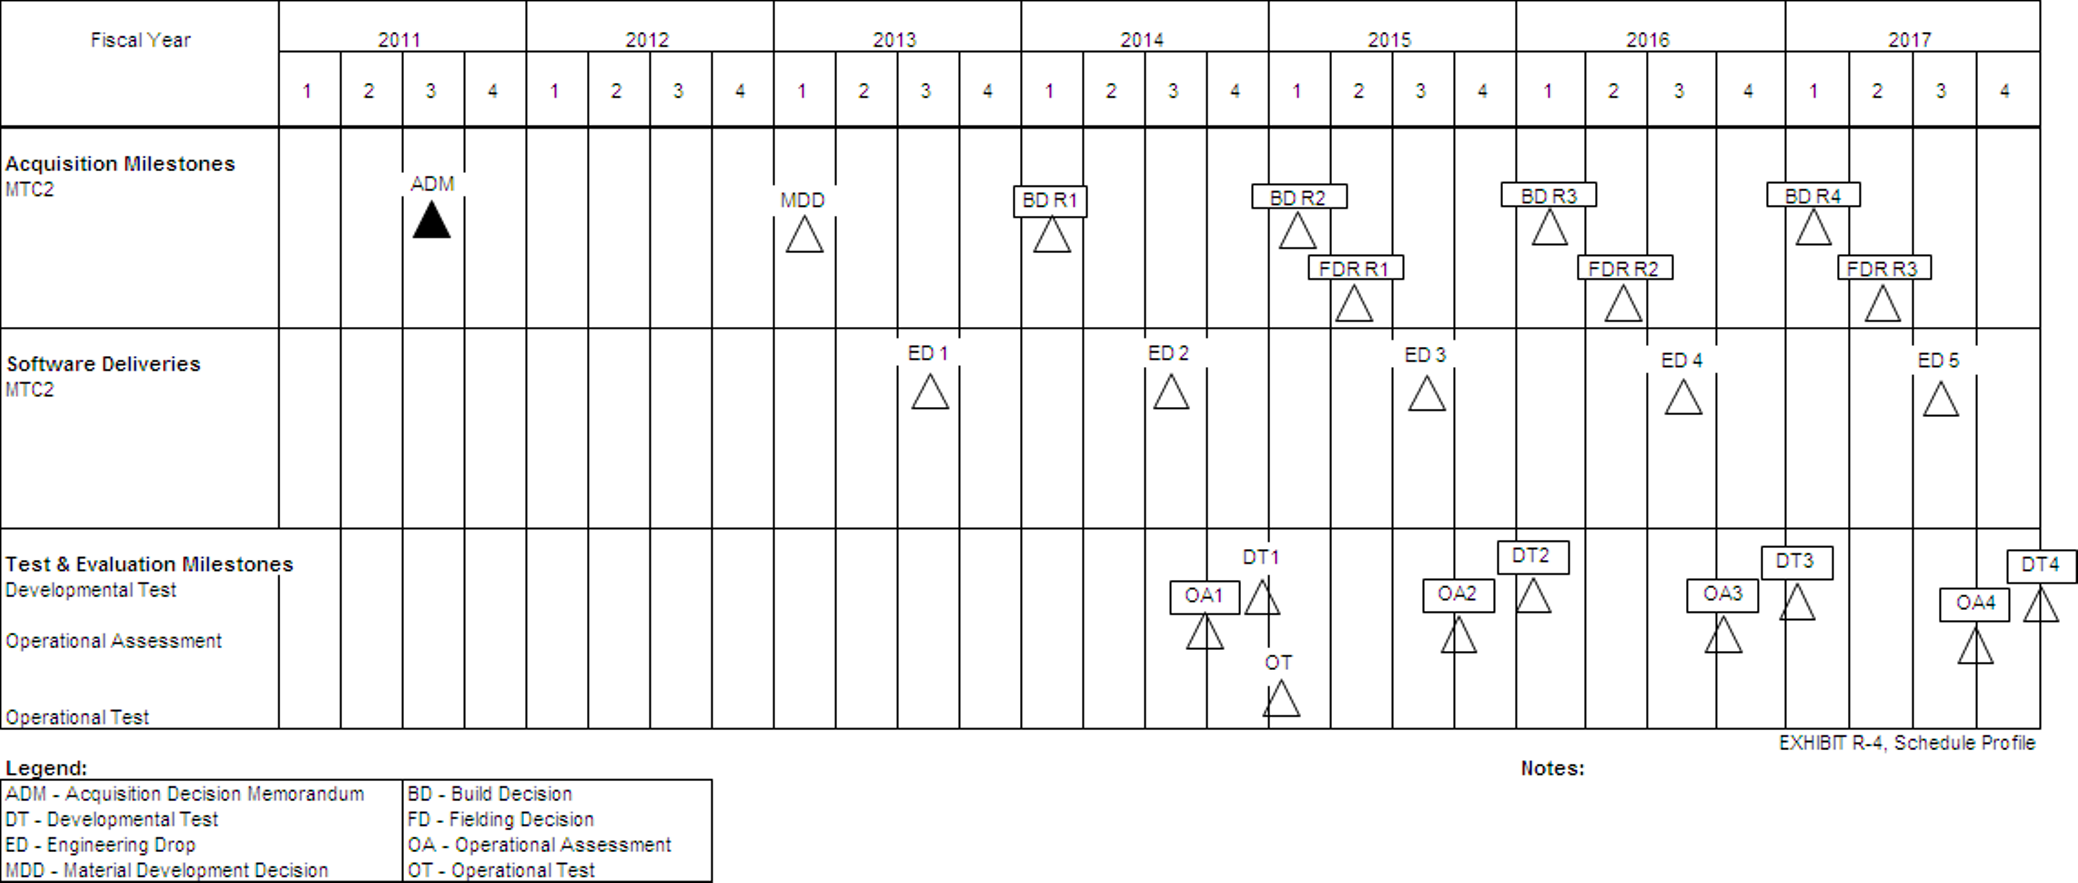 Fiscal Year 2011 2012 2013 2014 2015 2016 2017
1 2 3 4 1 2 3 4 1 2 3 4 1 2 3 4 1 2 3 4 1 2 3 4 1 2 3 4
Acquisition Milestones
MTC2
ADM MDD BD R1 BD R2 BD R3 BD R4
FDR R1 FDR R2 FDR R3
Software Deliveries
MTC2
ED 1 ED 2 ED 3 ED 4 ED 5
Test & Evaluation Milestones
Developmental Test
DT1 DT2 DT3 DT4
OA1 OA2 OA3 OA4
Operational Assessment
OT
Operational Test
EXHIBIT R-4, Schedule Profile
Legend:
Notes:
ADM - Acquisition Decision Memorandum
DT - Developmental Test
ED - Engineering Drop
MDD - Material Development Decision
BD - Build Decision
FD - Fielding Decision
OA - Operational Assessment
OT - Operational Test